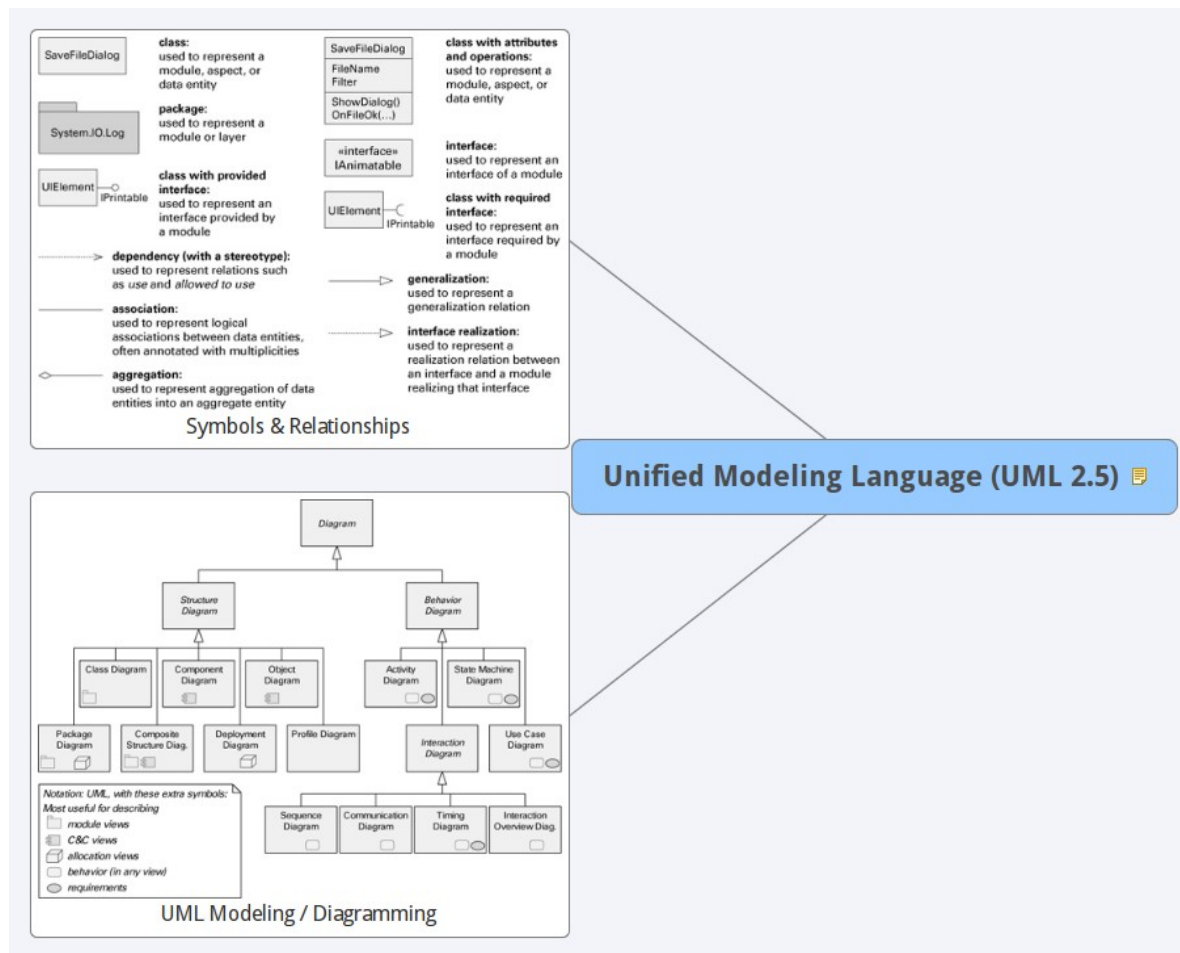 SaveFileDialog
class:
used to represent a
module, aspect, or
data entity
System.IO.Log
package:
used to represent a
module or layer
UIElement
IPrintable
class with provided
interface:
used to represent an
interface provided by
a module
dependency (with a stereotype):
used to represent relations such
as use and allowed to use
association:
used to represent logical
associations between data entities,
often annotated with multiplicities
aggregation:
used to represent aggregation of data
entities into an aggregate entity
SaveFileDialog
FileName
Filter
ShowDialog()
OnFileOk(...)
class with attributes
and operations:
used to represent a
module, aspect, or
data entity
«interface»
IAnimatable
interface:
used to represent an
interface of a module
UIElement
IPrintable
class with required
interface:
used to represent an
interface required by
a module
generalization:
used to represent a
generalization relation
interface realization:
used to represent a
realization relation between
an interface and a module
realizing that interface
Symbols & Relationships
Unified Modeling Language (UML 2.5)
Diagram
Structure
Diagram
Behavior
Diagram
Class Diagram
Component
Diagram
Object
Diagram
Activity
Diagram
State Machine
Diagram
Package
Diagram
Composite
Structure Diag.
Deployment
Diagram
Profile Diagram
Interaction
Diagram
Use Case
Diagram
Sequence
Diagram
Communication
Diagram
Timing
Diagram
Interaction
Overview Diag.
Notation: UML, with these extra symbols:
Most useful for describing
module views
C&C views
allocation views
behavior (in any view)
requirements
UML Modeling / Diagramming